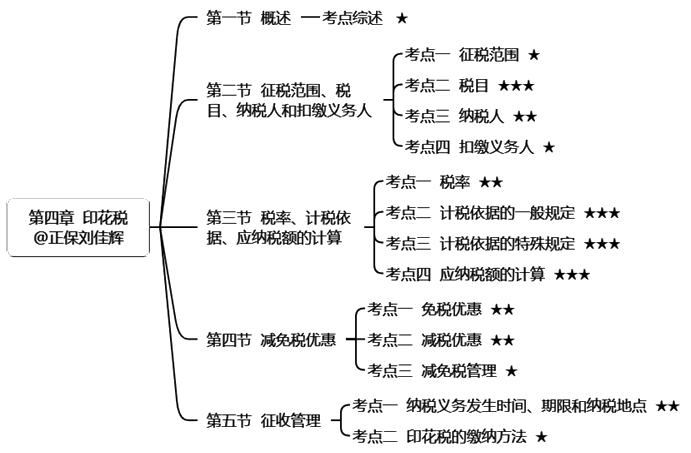 第四章 印花税
@正保刘佳辉
第一节 概述
考点综述 ★
第二节 征税范围、税
目、纳税人和扣缴义务人
考点一 征税范围 ★
考点二 税目 ★★★
考点三 纳税人 ★★
考点四 扣缴义务人 ★
第三节 税率、计税依
据、应纳税额的计算
考点一 税率 ★★
考点二 计税依据的一般规定 ★★★
考点三 计税依据的特殊规定 ★★★
考点四 应纳税额的计算 ★★★
第四节 减免税优惠
考点一 免税优惠 ★★
考点二 减税优惠 ★★
考点三 减免税管理 ★
第五节 征收管理
考点一 纳税义务发生时间、期限和纳税地点 ★★
考点二 印花税的缴纳方法 ★